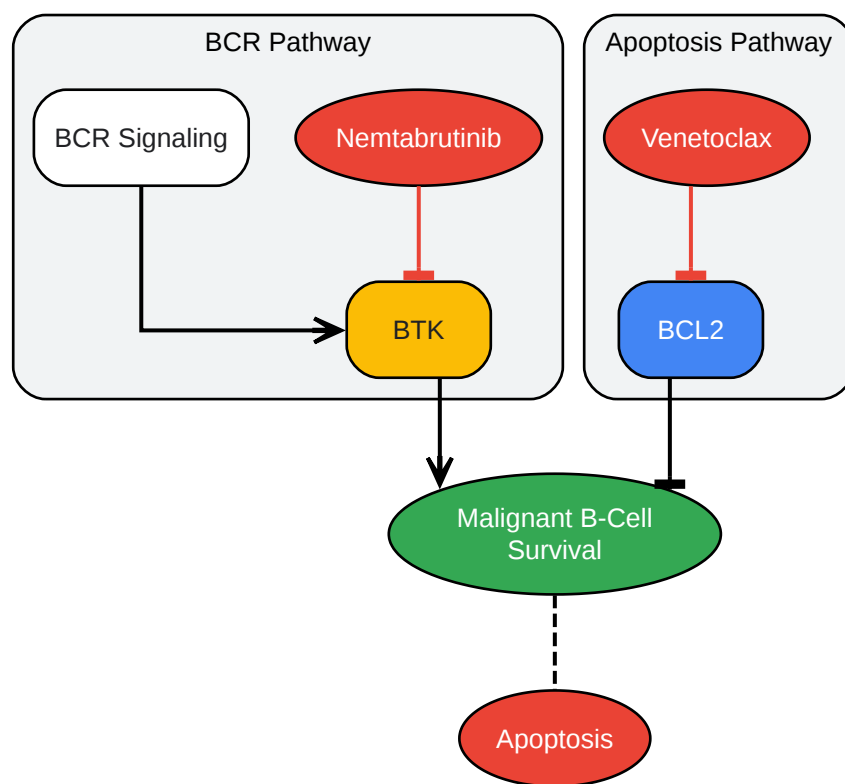 BCR Pathway
Apoptosis Pathway
BCR Signaling
Nemtabrutinib
Venetoclax
BTK
BCL2
Malignant B-Cell
Survival
Apoptosis